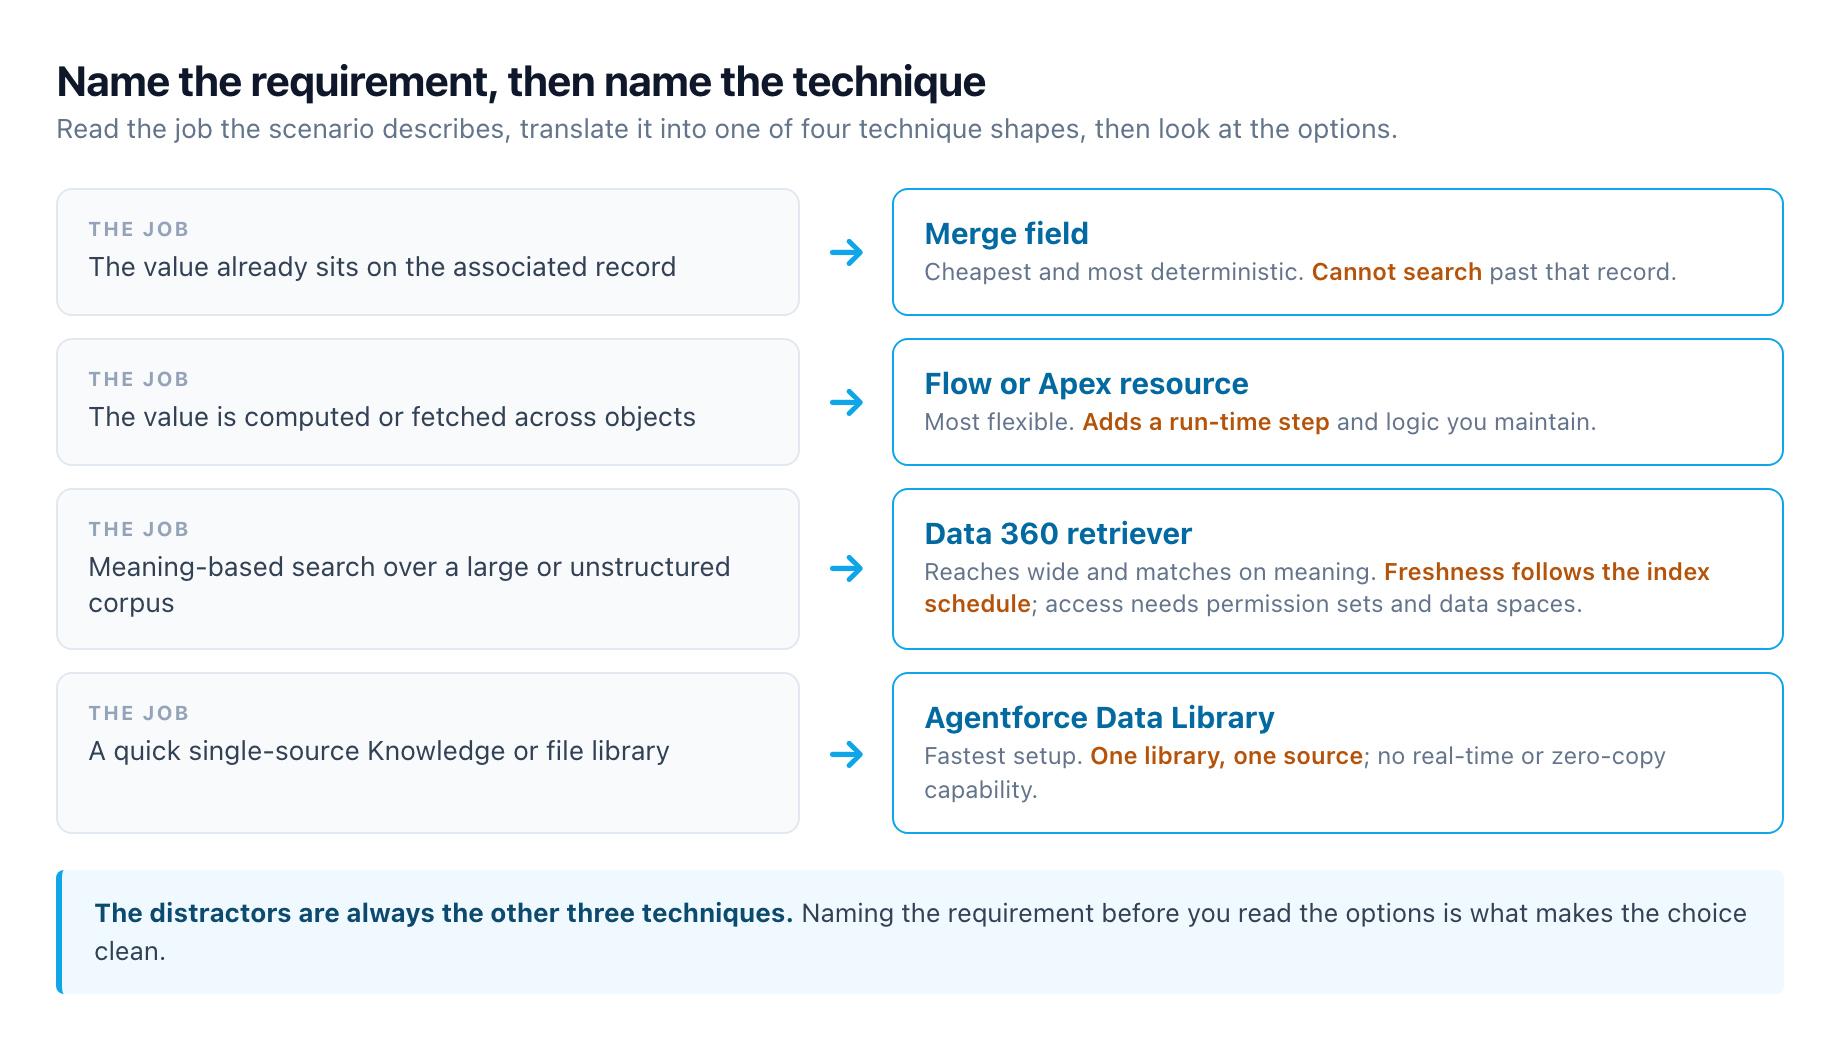 Name the requirement, then name the technique
Read the job the scenario describes, translate it into one of four technique shapes, then look at the options.
THE JOB
The value already sits on the associated record
Merge field
Cheapest and most deterministic. Cannot search past that record.
THE JOB
The value is computed or fetched across objects
Flow or Apex resource
Most flexible. Adds a run-time step and logic you maintain.
THE JOB
Meaning-based search over a large or unstructured
corpus
Data 360 retriever
Reaches wide and matches on meaning. Freshness follows the index
schedule; access needs permission sets and data spaces.
THE JOB
A quick single-source Knowledge or file library
Agentforce Data Library
Fastest setup. One library, one source; no real-time or zero-copy
capability.
The distractors are always the other three techniques. Naming the requirement before you read the options is what makes the choice
clean.